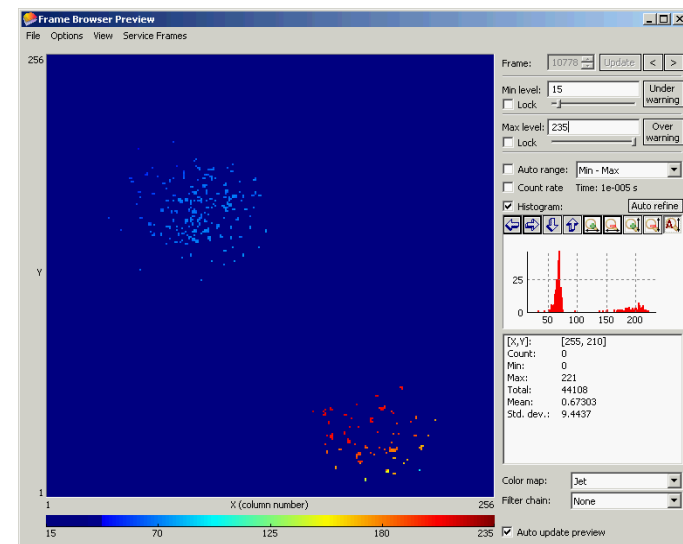 Frame Browser Preview
File Options View Service Frames
256
Y
1
1 X (column number) 256
15 70 125 180 235
Frame: 10778 Update < >
Min level: 15 Under warning
Lock
Max level: 235 Over warning
Lock
Auto range: Min - Max
Count rate Time: 1e-005 s
Histogram: Auto refine
25
0
50 100 150 200
[X,Y]: [255, 210]
Count: 0
Min: 0
Max: 221
Total: 44108
Mean: 0.67303
Std. dev.: 9.4437
Color map: Jet
Filter chain: None
Auto update preview